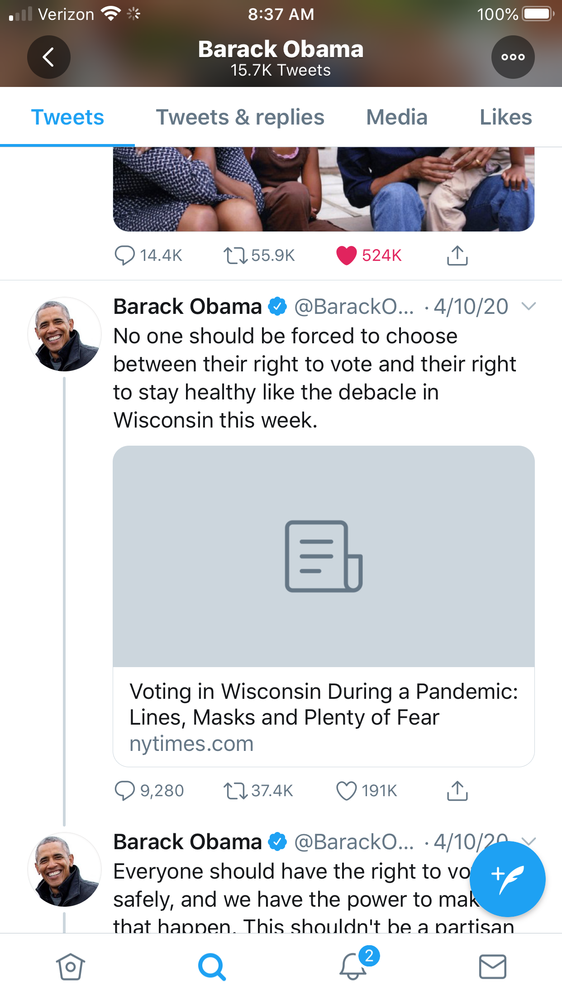 Verizon 8:37 AM 100%
Barack Obama
15.7K Tweets
Tweets Tweets & replies Media Likes
14.4K 55.9K 524K
Barack Obama @BarackO... · 4/10/20
No one should be forced to choose
between their right to vote and their right
to stay healthy like the debacle in
Wisconsin this week.
Voting in Wisconsin During a Pandemic:
Lines, Masks and Plenty of Fear
nytimes.com
9,280 37.4K 191K
Barack Obama @BarackO... · 4/10/20
Everyone should have the right to vo
safely, and we have the power to mak
that happen. This shouldn't be a partisan
2